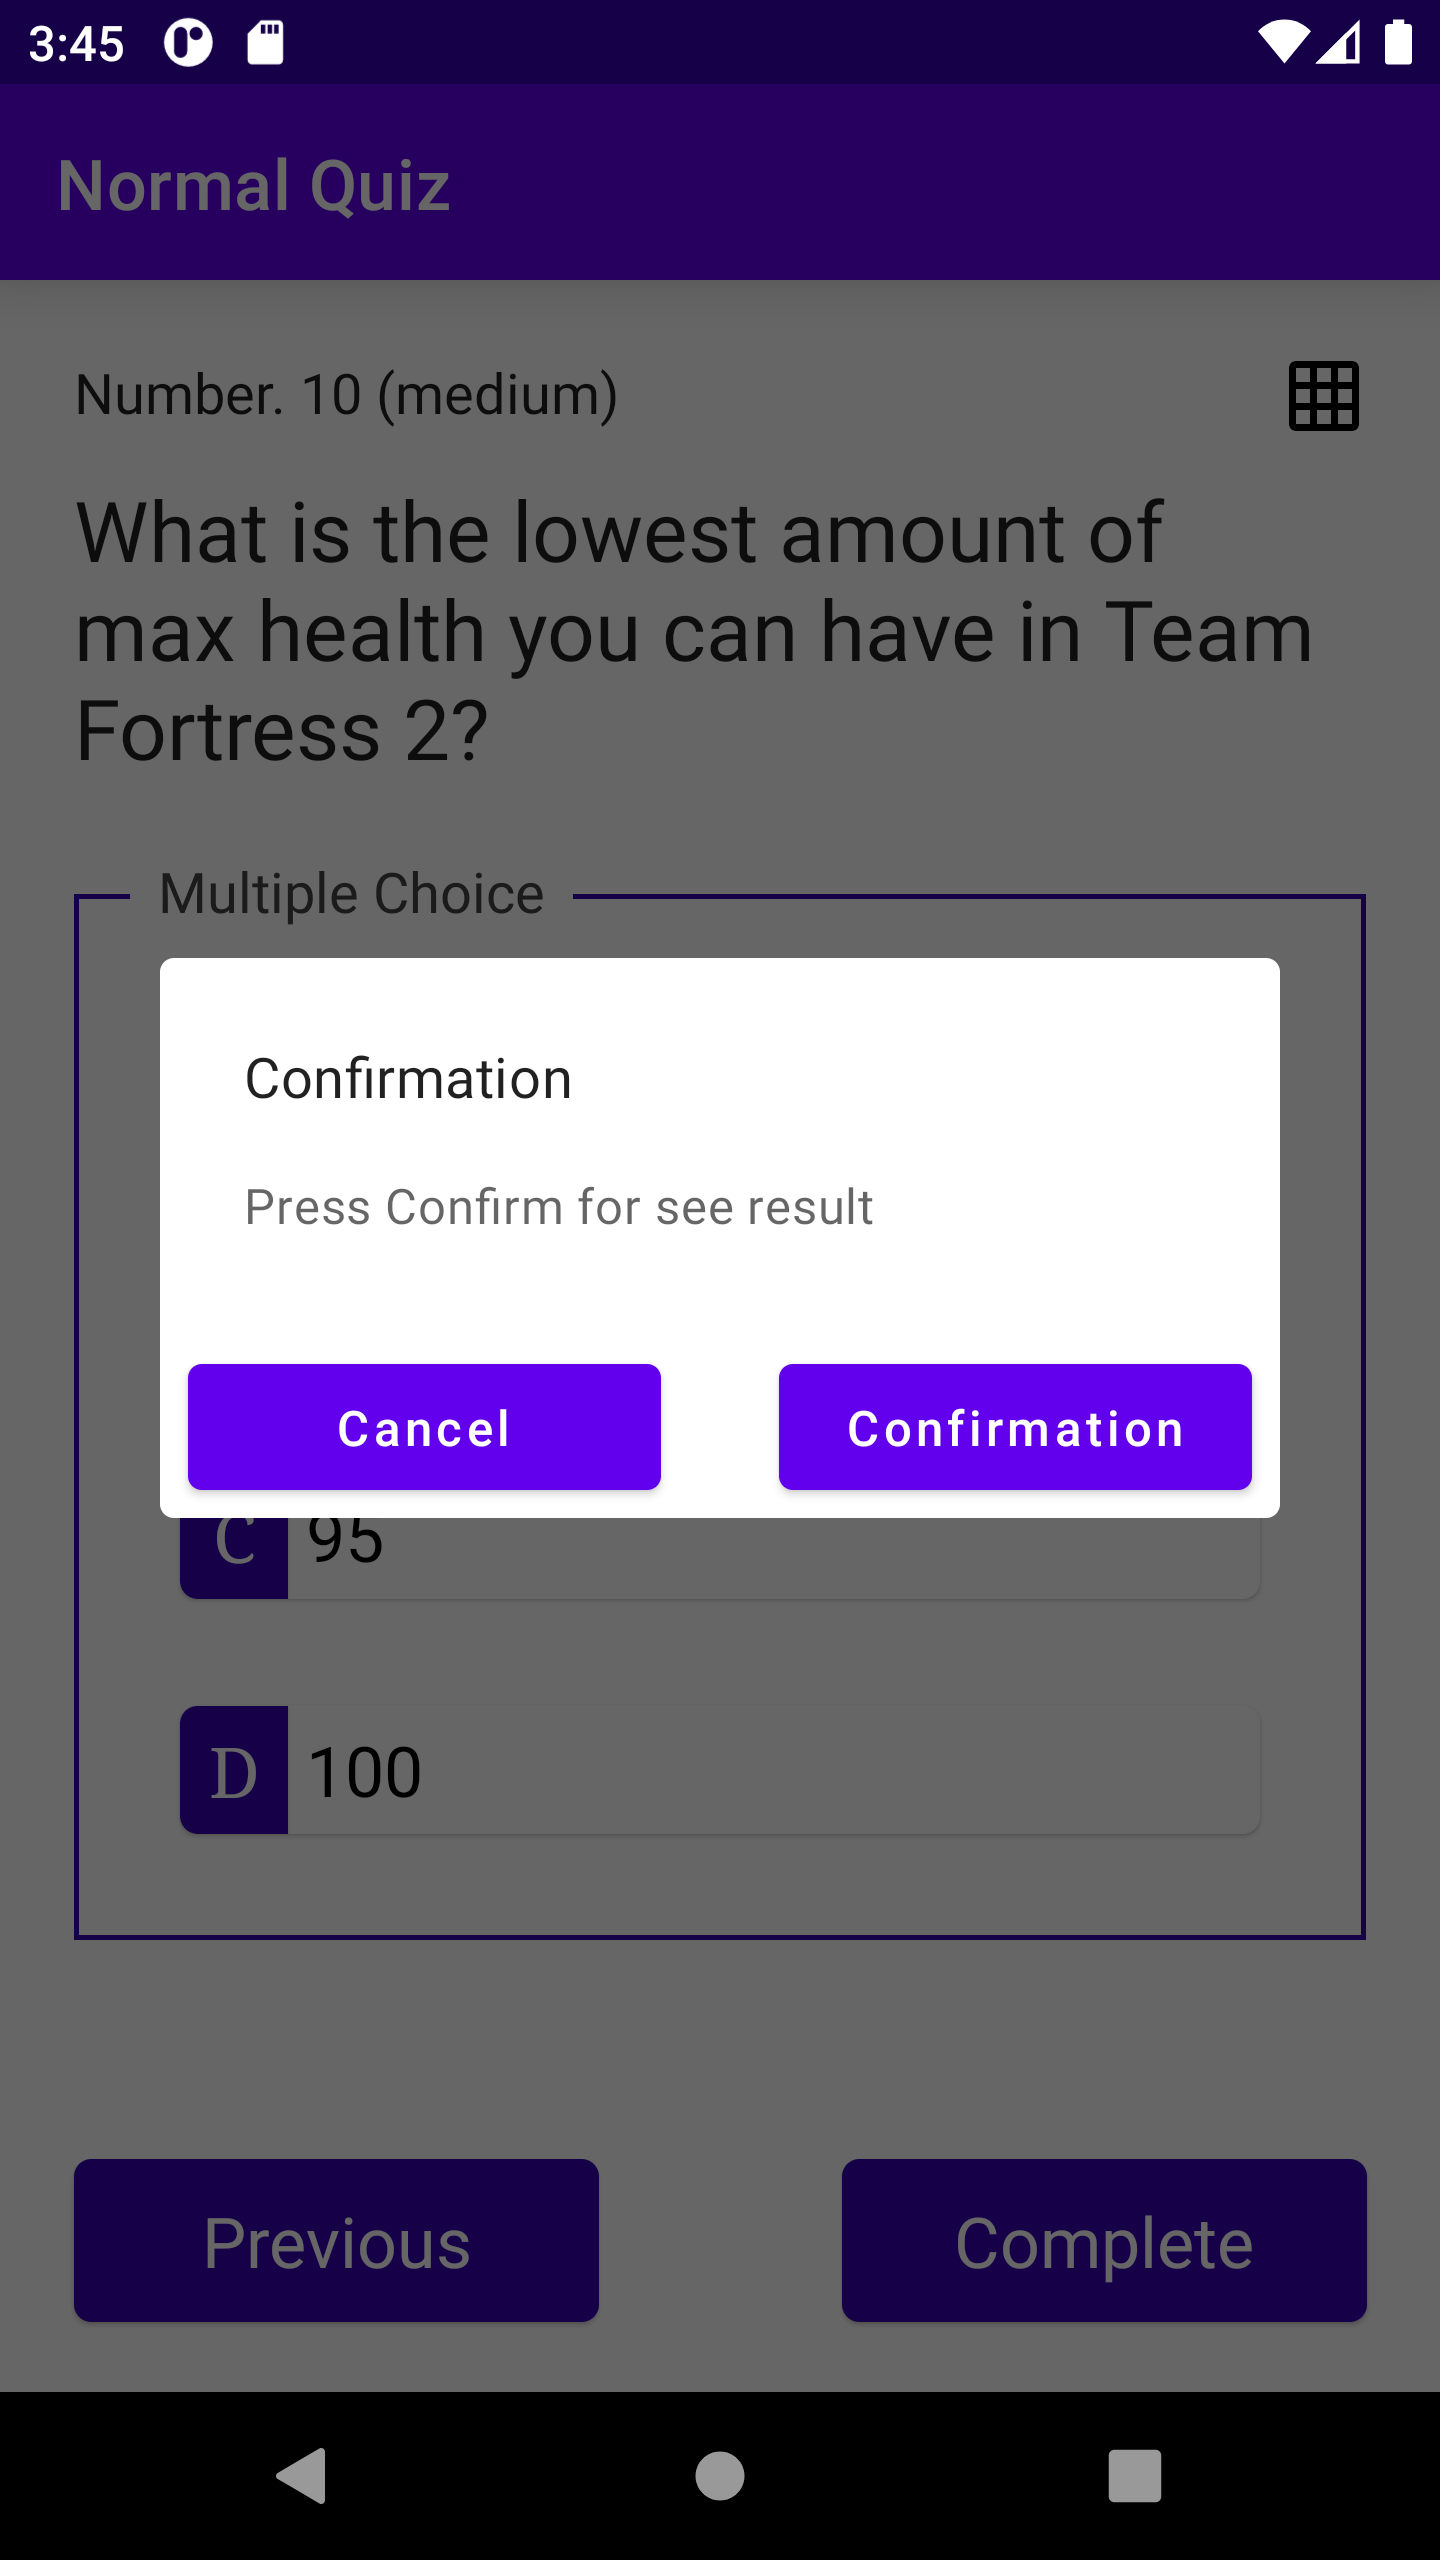 3:45
Normal Quiz
Number. 10 (medium)
What is the lowest amount of
max health you can have in Team
Fortress 2?
Multiple Choice
Confirmation
Press Confirm for see result
Cancel
Confirmation
C 95
D 100
Previous
Complete